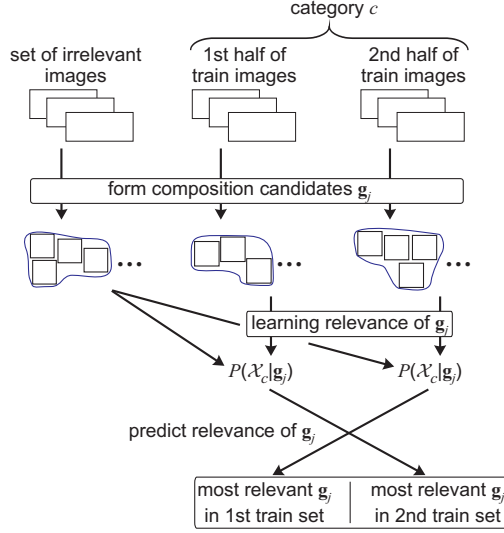 category c
set of irrelevant
images
1st half of
train images
2nd half of
train images
form composition candidates g_j
... ... ...
learning relevance of g_j
P(𝒳_c|g_j) P(𝒳_c|g_j)
predict relevance of g_j
most relevant g_j
in 1st train set
most relevant g_j
in 2nd train set